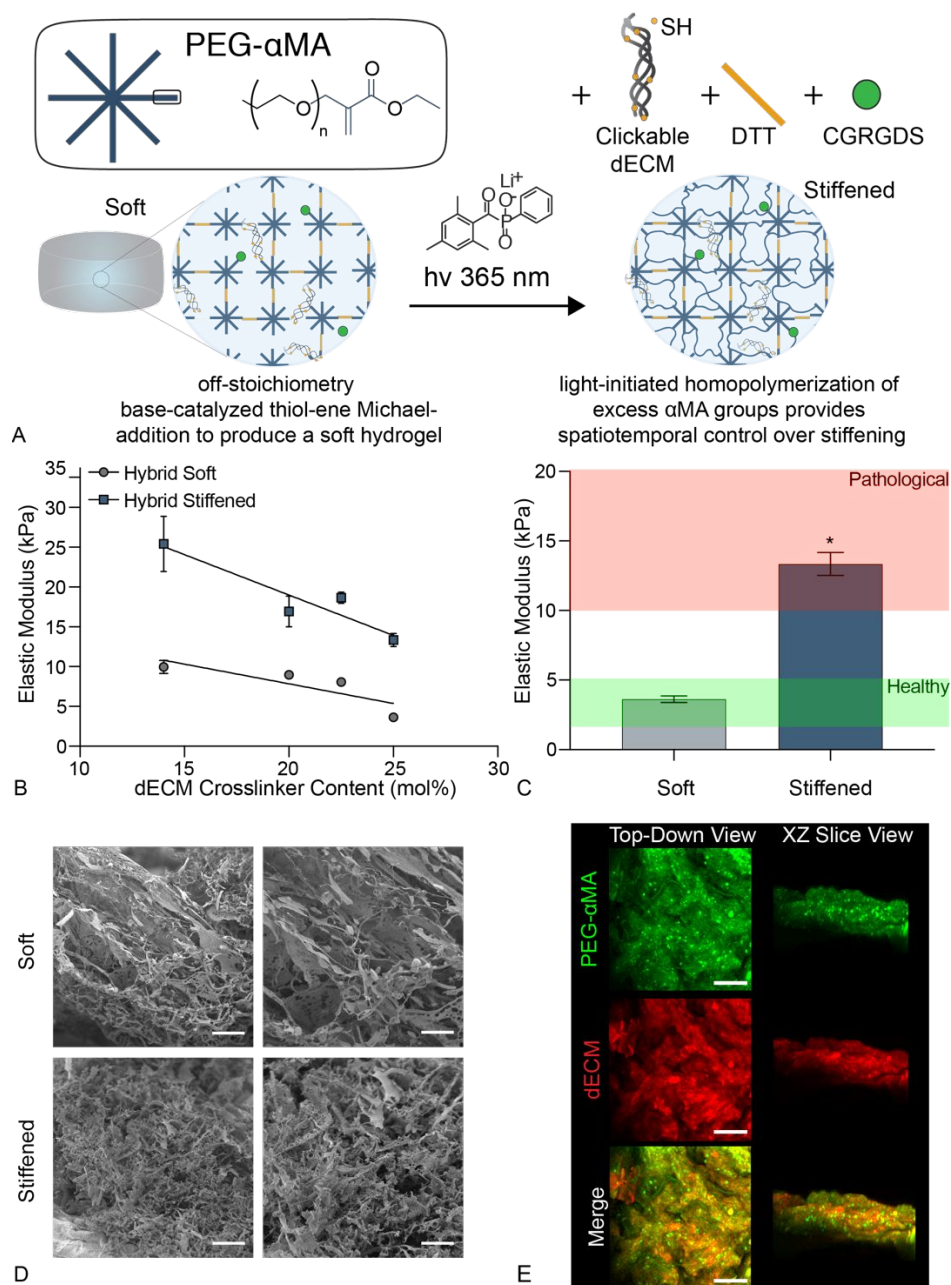 PEG-αMA
O
O
O
n
+
SH
Clickable
dECM
+
DTT
+
CGRGDS
Soft
Li+
O
O-
P
O
hv 365 nm
Stiffened
off-stoichiometry
base-catalyzed thiol-ene Michael-
addition to produce a soft hydrogel
light-initiated homopolymerization of
excess αMA groups provides
spatiotemporal control over stiffening
A
Hybrid Soft
Hybrid Stiffened
Elastic Modulus (kPa)
35
30
25
20
15
10
5
0
10
15
20
25
30
dECM Crosslinker Content (mol%)
B
Elastic Modulus (kPa)
20
15
10
5
0
Pathological
*
Healthy
Soft
Stiffened
C
Soft
Stiffened
D
Top-Down View
XZ Slice View
PEG-αMA
dECM
Merge
E